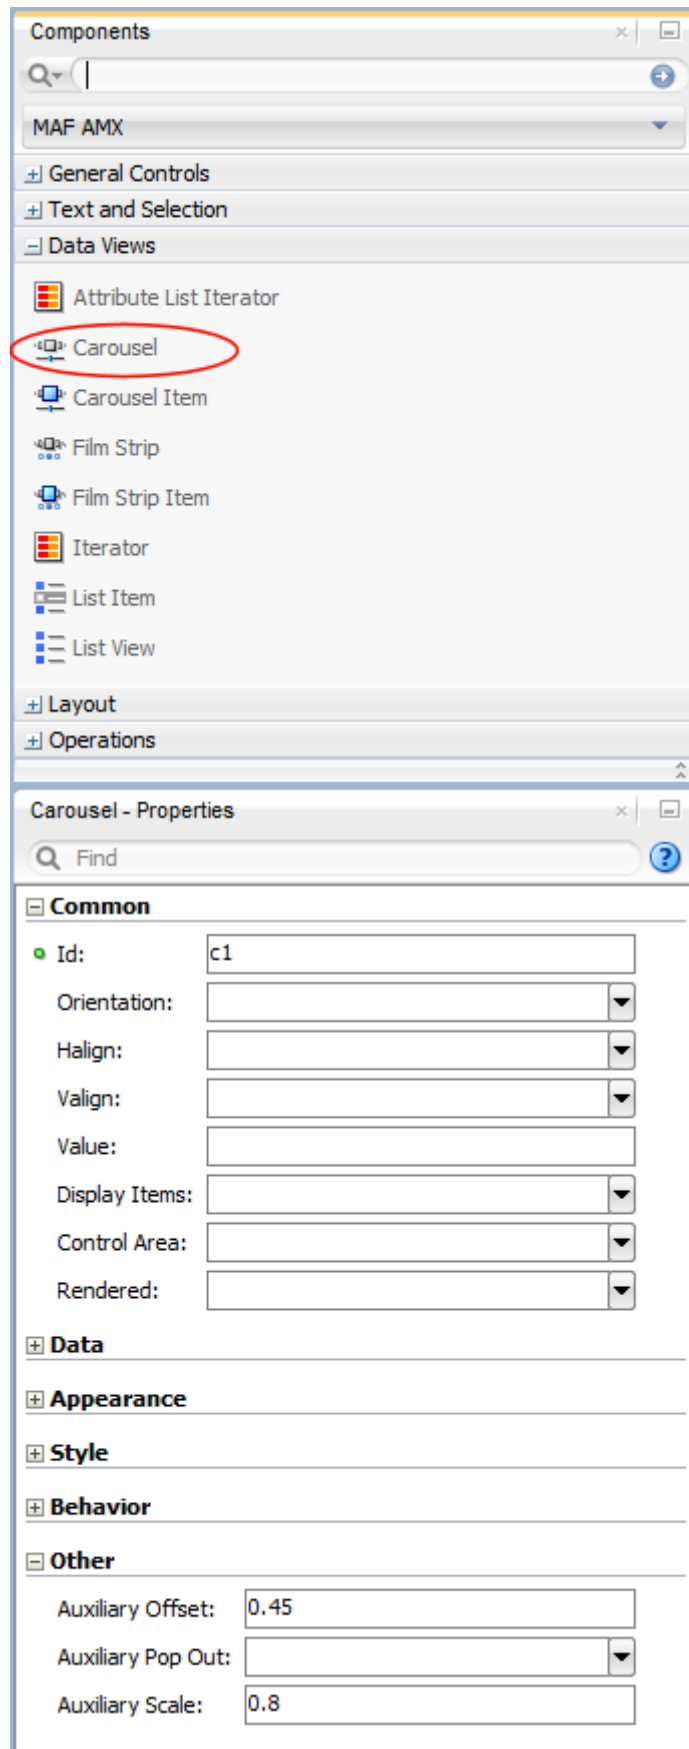 Components
MAF AMX
General Controls
Text and Selection
Data Views
Attribute List Iterator
Carousel
Carousel Item
Film Strip
Film Strip Item
Iterator
List Item
List View
Layout
Operations
Carousel - Properties
Find
Common
Id: c1
Orientation:
Halign:
Valign:
Value:
Display Items:
Control Area:
Rendered:
Data
Appearance
Style
Behavior
Other
Auxiliary Offset: 0.45
Auxiliary Pop Out:
Auxiliary Scale: 0.8